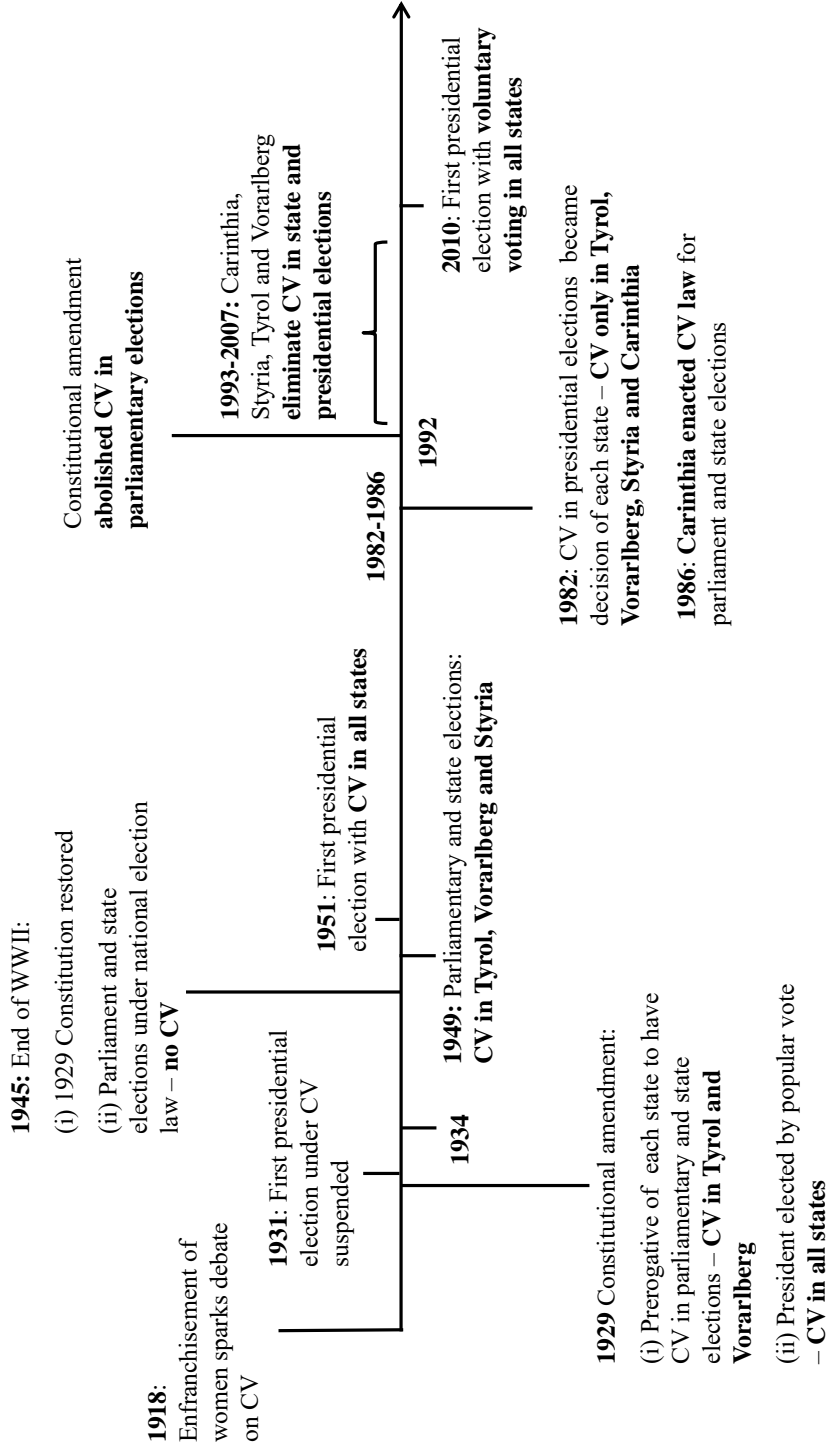 1918:
Enfranchisement of
women sparks debate
on CV
1931: First presidential
election under CV
suspended
1945: End of WWII:
(i) 1929 Constitution restored
(ii) Parliament and state
elections under national election
law – no CV
1951: First presidential
election with CV in all states
Constitutional amendment
abolished CV in
parliamentary elections
1993-2007: Carinthia,
Styria, Tyrol and Vorarlberg
eliminate CV in state and
presidential elections
1934
1982-1986
1992
1929 Constitutional amendment:
(i) Prerogative of each state to have
CV in parliamentary and state
elections – CV in Tyrol and
Vorarlberg
(ii) President elected by popular vote
– CV in all states
1949: Parliamentary and state elections:
CV in Tyrol, Vorarlberg and Styria
1982: CV in presidential elections became
decision of each state – CV only in Tyrol,
Vorarlberg, Styria and Carinthia
1986: Carinthia enacted CV law for
parliament and state elections
2010: First presidential
election with voluntary
voting in all states